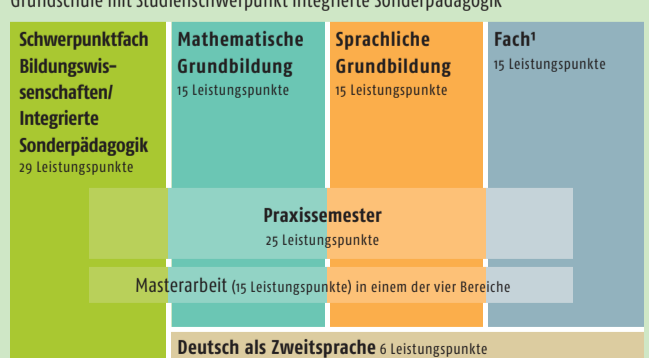 Grundschule mit Studienschwerpunkt Integrierte Sonderpädagogik
Schwerpunktfach
Bildungswis-
senschaften/
Integrierte
Sonderpädagogik
29 Leistungspunkte
Mathematische
Grundbildung
15 Leistungspunkte
Sprachliche
Grundbildung
15 Leistungspunkte
Fach¹
15 Leistungspunkte
Praxissemester
25 Leistungspunkte
Masterarbeit (15 Leistungspunkte) in einem der vier Bereiche
Deutsch als Zweitsprache 6 Leistungspunkte